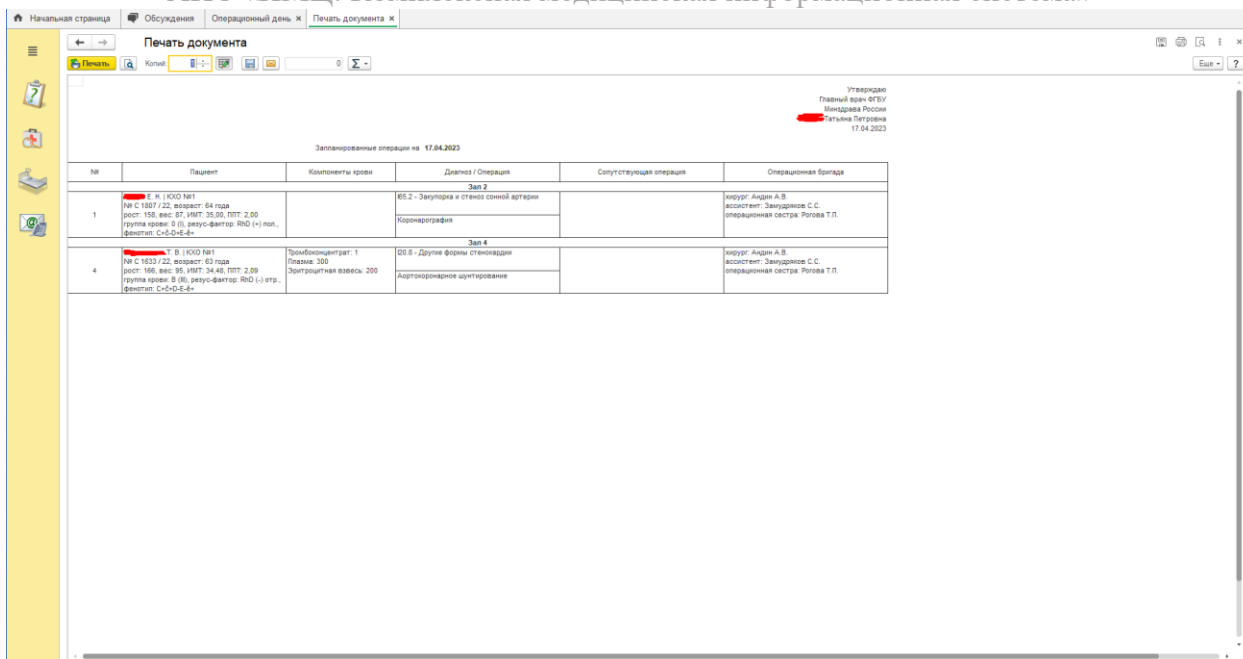 Начальная страница
Обсуждения
Операционный день ×
Печать документа ×
Печать документа
Печать
Копий:
0
Еще
?
Утверждаю
Главный врач ФГБУ
Минздрава России
Татьяна Петровна
17.04.2023
Запланированные операции на 17.04.2023
№
Пациент
Компоненты крови
Диагноз / Операция
Сопутствующая операция
Операционная бригада
Зал 2
1
Е. Н. | КХО №1
№ С 1807 / 22, возраст: 64 года
рост: 158, вес: 87, ИМТ: 35,00, ППТ: 2,00
группа крови: 0 (I), резус-фактор: RhD (+) пол.,
фенотип: C+c̄-D+E-ē+
I65.2 - Закупорка и стеноз сонной артерии
Коронарография
хирург: Андин А.В.
ассистент: Замудряков С.С.
операционная сестра: Рогова Т.П.
Зал 4
4
Т. В. | КХО №1
№ С 1633 / 22, возраст: 63 года
рост: 166, вес: 95, ИМТ: 34,48, ППТ: 2,09
группа крови: B (III), резус-фактор: RhD (-) отр.,
фенотип: C+c̄+D-E-ē+
Тромбоконцентрат: 1
Плазма: 300
Эритроцитная взвесь: 200
I20.8 - Другие формы стенокардии
Аортокоронарное шунтирование
хирург: Андин А.В.
ассистент: Замудряков С.С.
операционная сестра: Рогова Т.П.